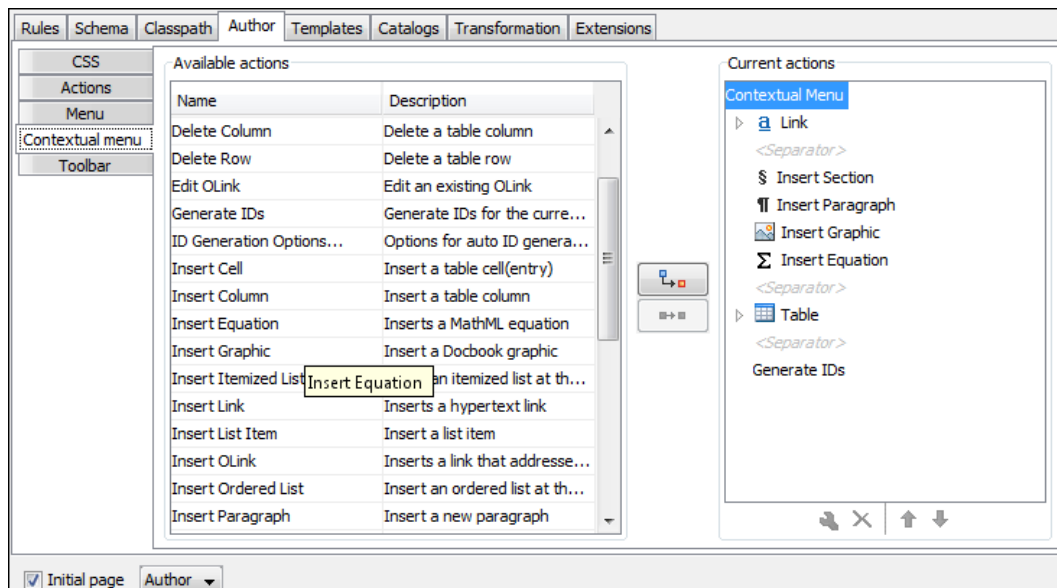 Rules Schema Classpath Author Templates Catalogs Transformation Extensions
CSS
Actions
Menu
Contextual menu
Toolbar
Available actions
Name Description
Delete Column Delete a table column
Delete Row Delete a table row
Edit OLink Edit an existing OLink
Generate IDs Generate IDs for the curre...
ID Generation Options... Options for auto ID genera...
Insert Cell Insert a table cell(entry)
Insert Column Insert a table column
Insert Equation Inserts a MathML equation
Insert Graphic Insert a Docbook graphic
Insert Itemized List an itemized list at th...
Insert Equation
Insert Link Inserts a hypertext link
Insert List Item Insert a list item
Insert OLink Inserts a link that addresse...
Insert Ordered List Insert an ordered list at th...
Insert Paragraph Insert a new paragraph
Current actions
Contextual Menu
a Link
<Separator>
§ Insert Section
¶ Insert Paragraph
Insert Graphic
Σ Insert Equation
<Separator>
Table
<Separator>
Generate IDs
Initial page Author